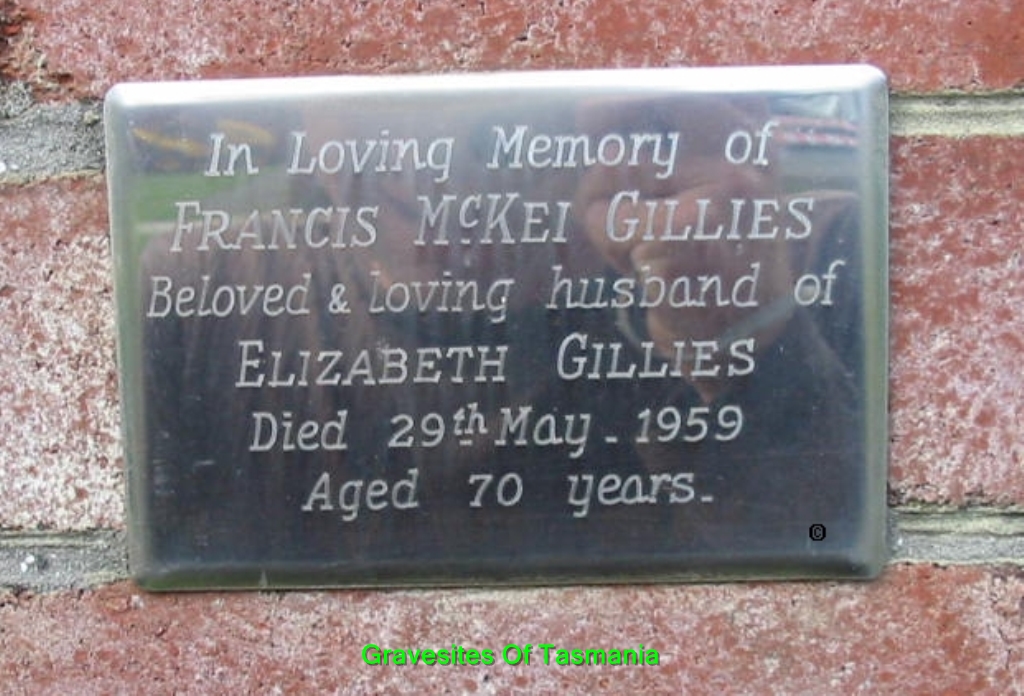 In Loving Memory of
FRANCIS McKEI GILLIES
Beloved & loving husband of
ELIZABETH GILLIES
Died 29th May - 1959
Aged 70 years.
©
Gravesites Of Tasmania